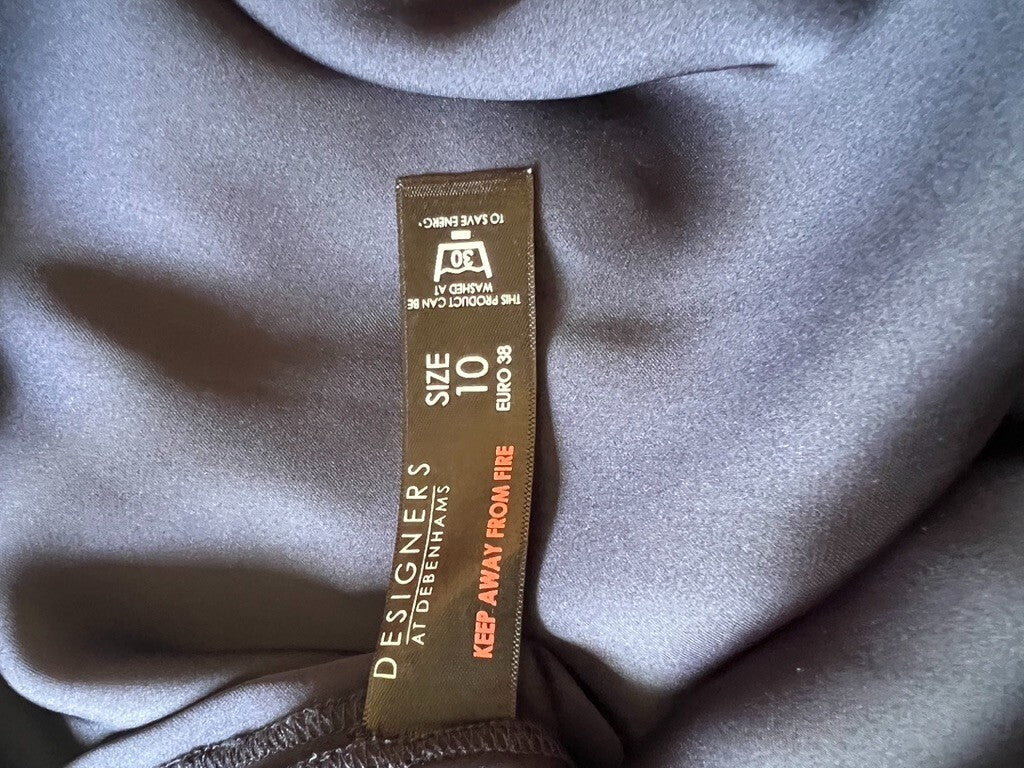 DESIGNERS
AT DEBENHAMS
KEEP AWAY FROM FIRE
SIZE
10
EURO 38
THIS PRODUCT CAN BE
WASHED AT
30
TO SAVE ENERG